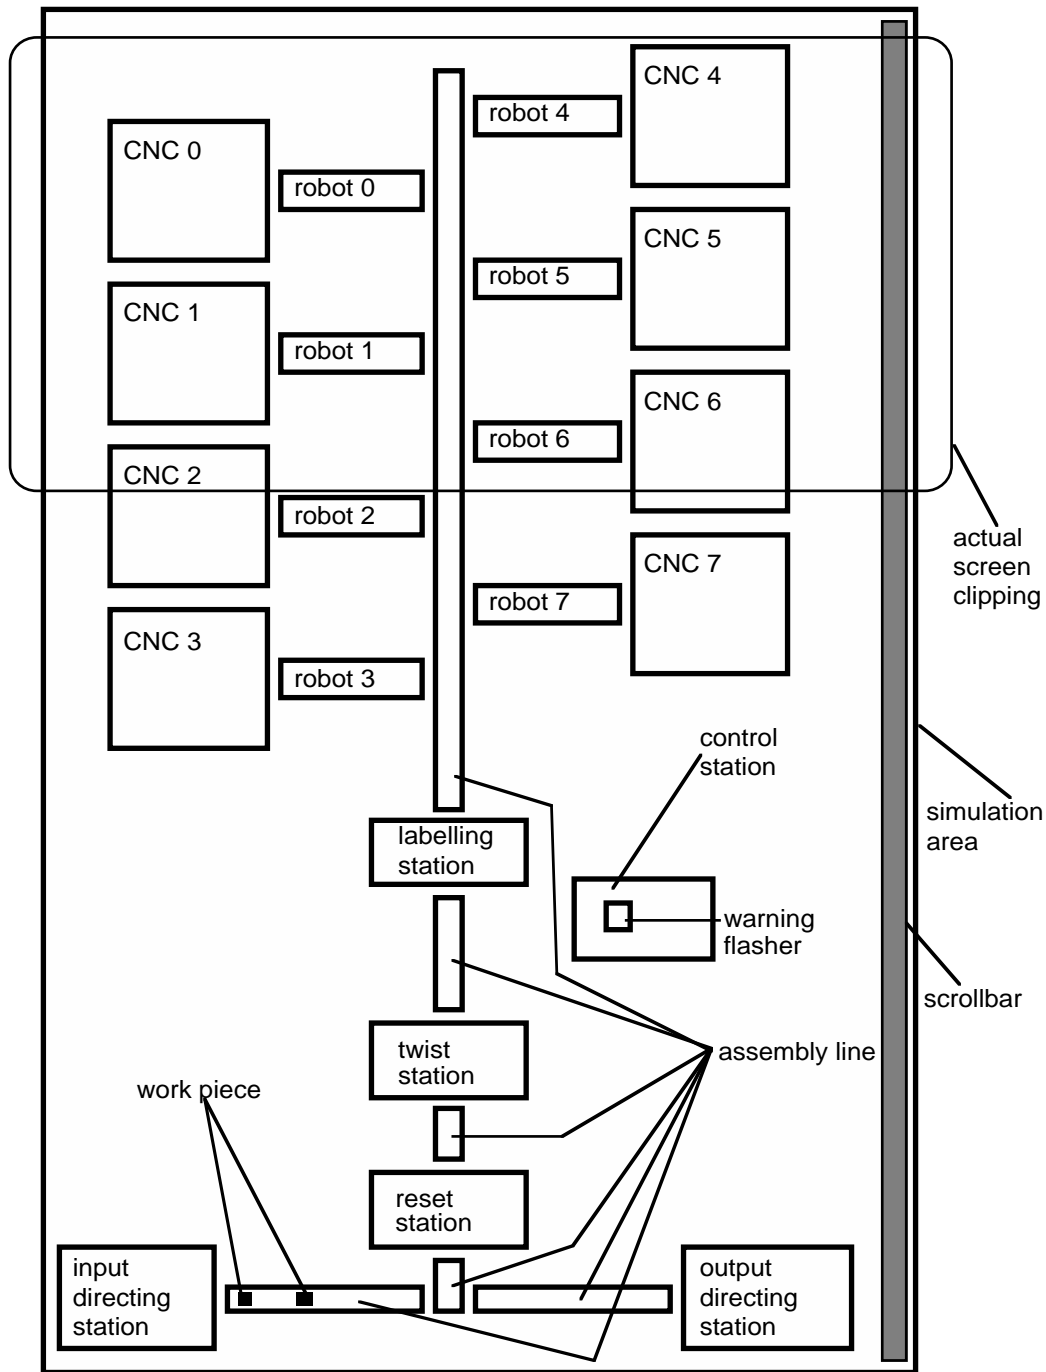 CNC 4
robot 4
CNC 0
robot 0
CNC 5
robot 5
CNC 1
robot 1
CNC 6
robot 6
CNC 2
robot 2
actual
screen
clipping
CNC 7
robot 7
CNC 3
robot 3
control
station
simulation
area
labelling
station
warning
flasher
scrollbar
twist
station
assembly line
work piece
reset
station
input
directing
station
output
directing
station